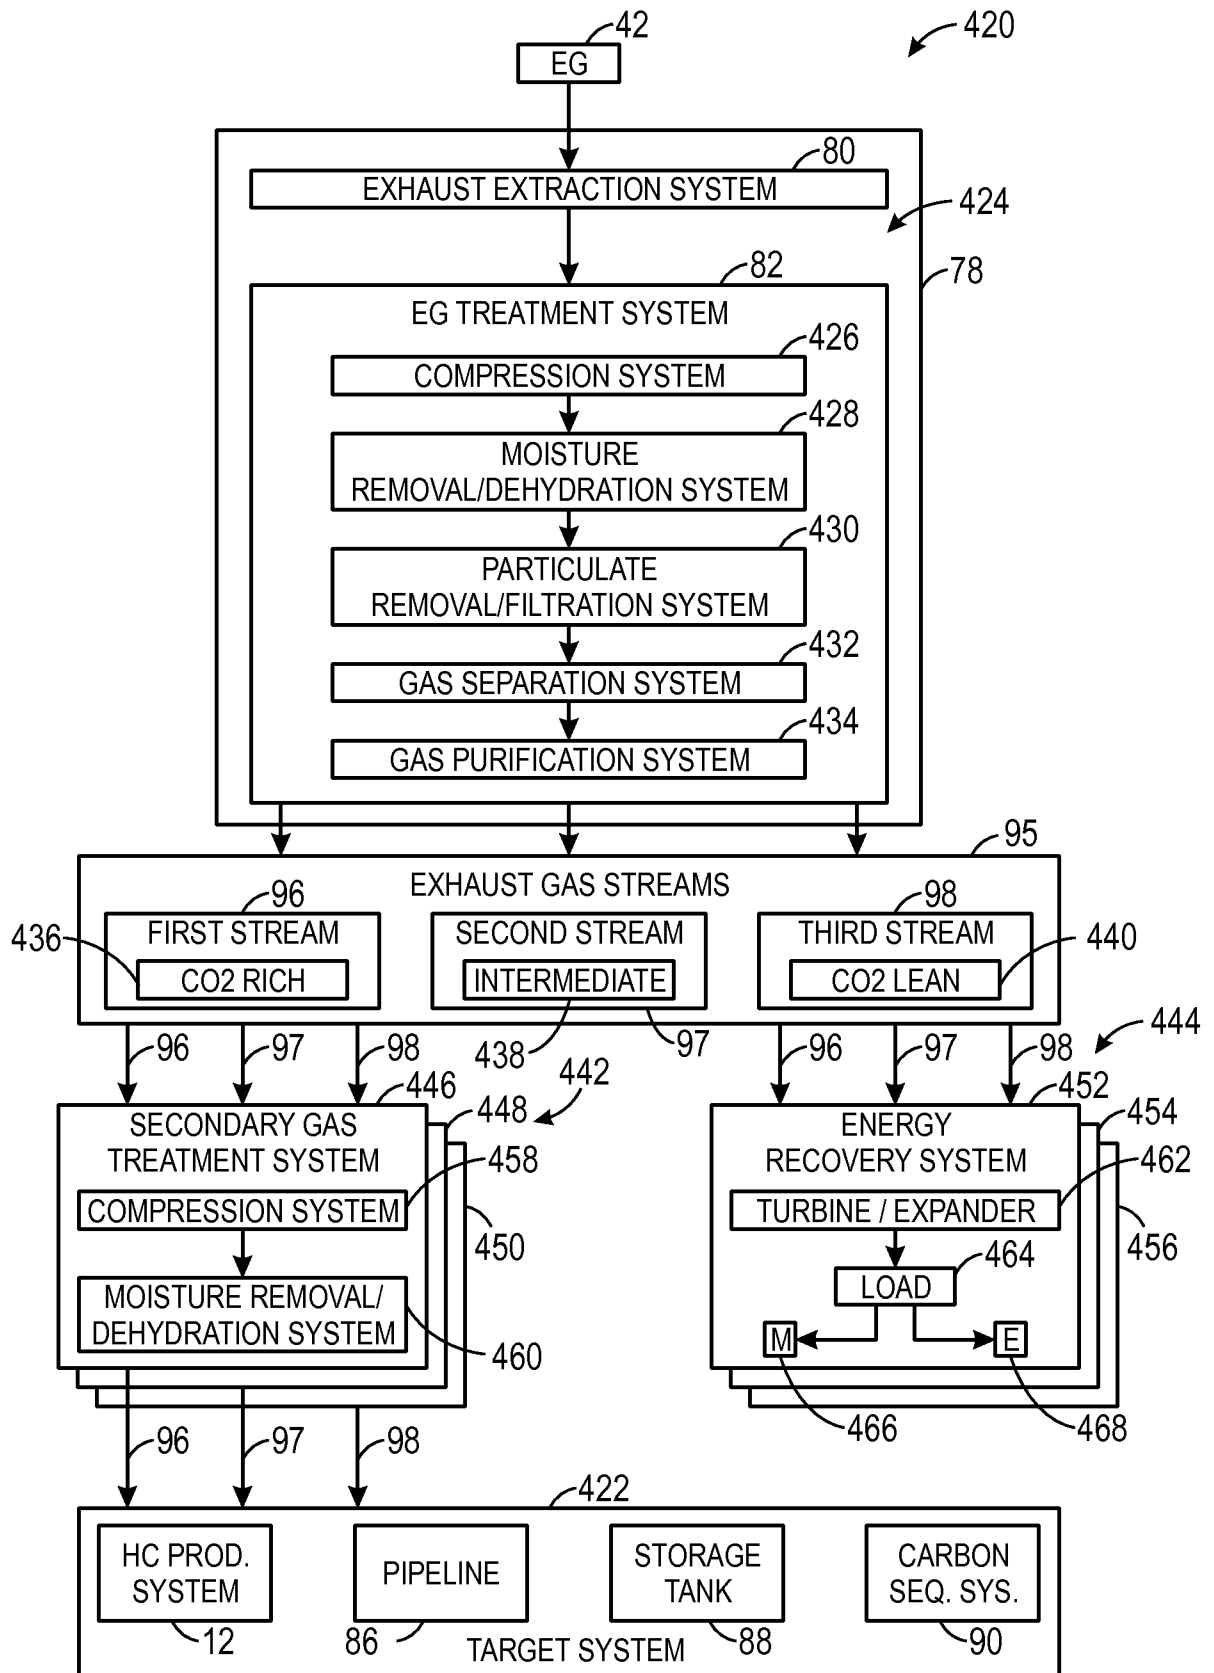 42
420
EG
80
EXHAUST EXTRACTION SYSTEM
424
82
78
EG TREATMENT SYSTEM
426
COMPRESSION SYSTEM
428
MOISTURE
REMOVAL/DEHYDRATION SYSTEM
430
PARTICULATE
REMOVAL/FILTRATION SYSTEM
432
GAS SEPARATION SYSTEM
434
GAS PURIFICATION SYSTEM
95
EXHAUST GAS STREAMS
96
98
436
FIRST STREAM
SECOND STREAM
THIRD STREAM
440
CO2 RICH
INTERMEDIATE
CO2 LEAN
96
97
98
438
97
96
97
98
444
446
442
452
448
454
SECONDARY GAS
TREATMENT SYSTEM
458
ENERGY
RECOVERY SYSTEM
462
COMPRESSION SYSTEM
TURBINE / EXPANDER
450
456
464
LOAD
MOISTURE REMOVAL/
DEHYDRATION SYSTEM
460
M
E
466
468
96
97
98
422
HC PROD.
SYSTEM
PIPELINE
STORAGE
TANK
CARBON
SEQ. SYS.
12
86
88
90
TARGET SYSTEM